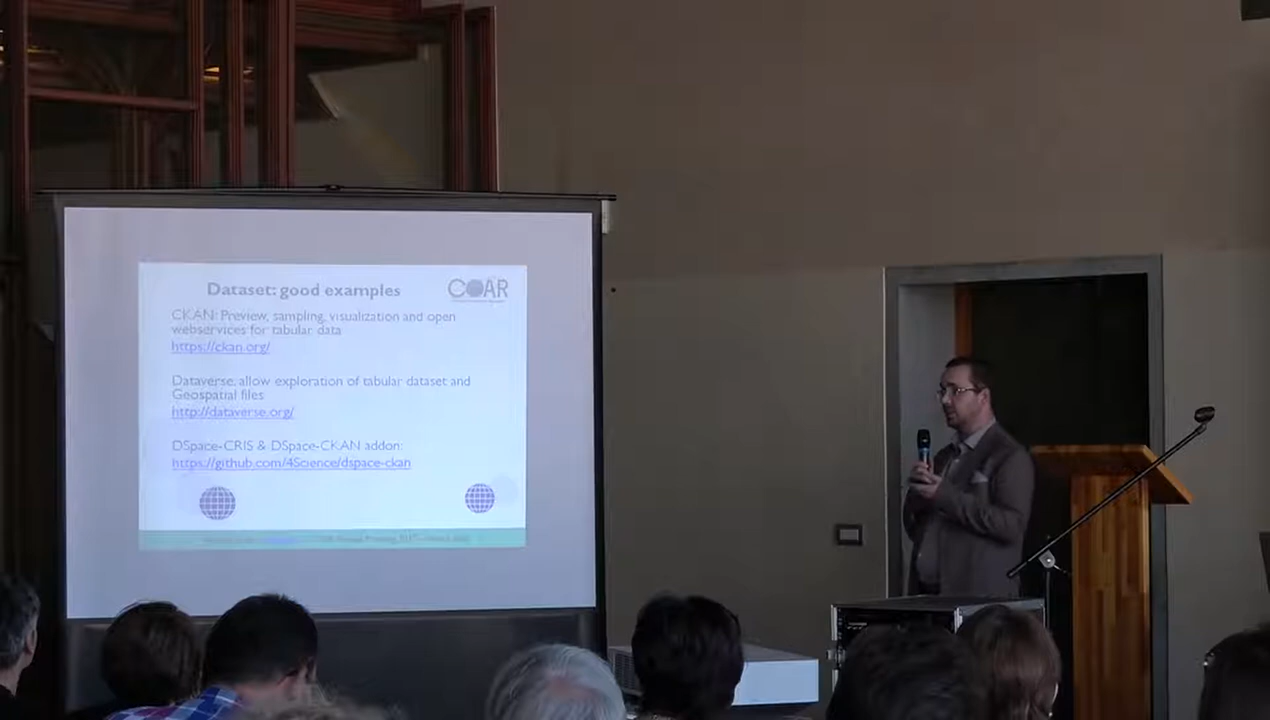 Dataset: good examples
COAR
CKAN: Preview, sampling, visualization and open
webservices for tabular data
https://ckan.org/
Dataverse: allow exploration of tabular dataset and
Geospatial files
http://dataverse.org/
DSpace-CRIS & DSpace-CKAN addon:
https://github.com/4Science/dspace-ckan